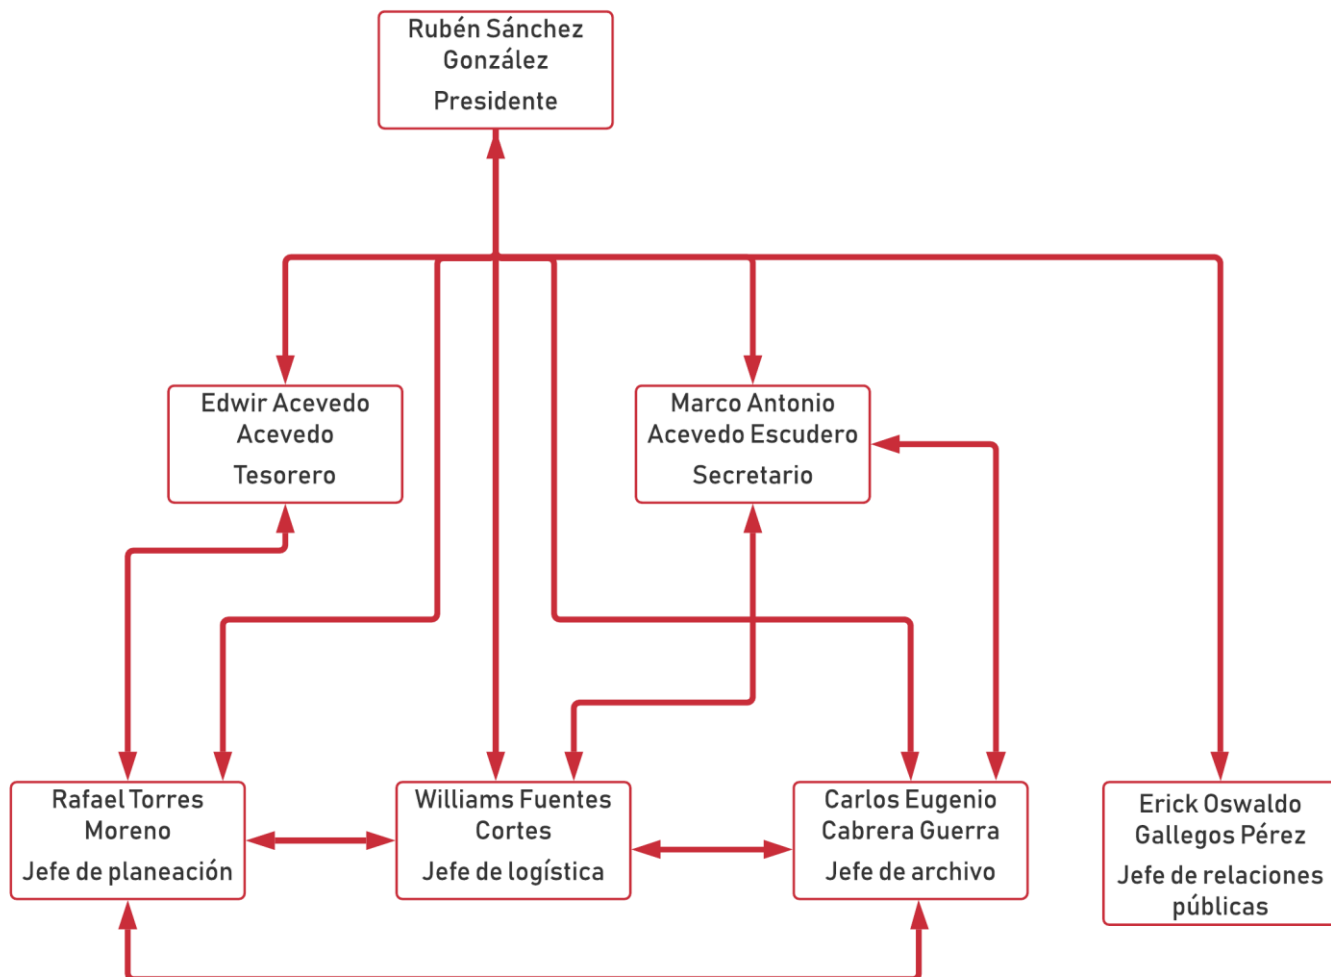 Rubén Sánchez
González
Presidente
Edwir Acevedo
Acevedo
Tesorero
Marco Antonio
Acevedo Escudero
Secretario
Rafael Torres
Moreno
Jefe de planeación
Williams Fuentes
Cortes
Jefe de logística
Carlos Eugenio
Cabrera Guerra
Jefe de archivo
Erick Oswaldo
Gallegos Pérez
Jefe de relaciones
públicas